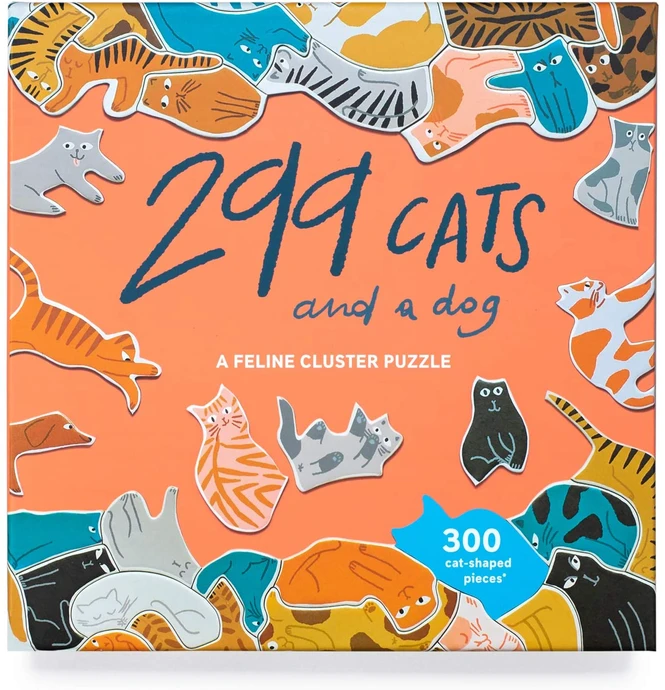 299 CATS
and a dog
A FELINE CLUSTER PUZZLE
300
cat-shaped
pieces*